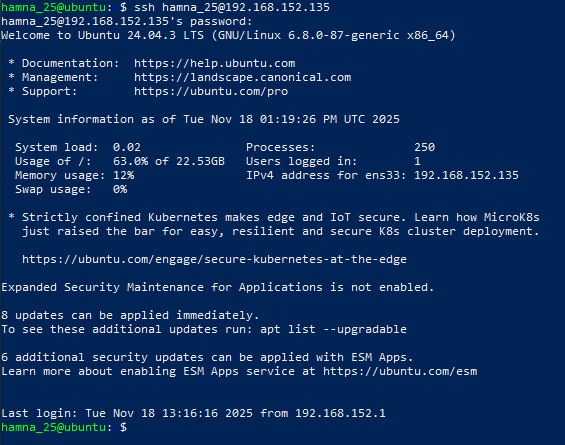 hamna_25@ubuntu: $ ssh hamna_25@192.168.152.135
hamna_25@192.168.152.135's password:
Welcome to Ubuntu 24.04.3 LTS (GNU/Linux 6.8.0-87-generic x86_64)

 * Documentation:  https://help.ubuntu.com
 * Management:     https://landscape.canonical.com
 * Support:        https://ubuntu.com/pro

 System information as of Tue Nov 18 01:19:26 PM UTC 2025

  System load:  0.02               Processes:              250
  Usage of /:   63.0% of 22.53GB   Users logged in:        1
  Memory usage: 12%                IPv4 address for ens33: 192.168.152.135
  Swap usage:   0%

 * Strictly confined Kubernetes makes edge and IoT secure. Learn how MicroK8s
   just raised the bar for easy, resilient and secure K8s cluster deployment.

   https://ubuntu.com/engage/secure-kubernetes-at-the-edge

Expanded Security Maintenance for Applications is not enabled.

8 updates can be applied immediately.
To see these additional updates run: apt list --upgradable

6 additional security updates can be applied with ESM Apps.
Learn more about enabling ESM Apps service at https://ubuntu.com/esm


Last login: Tue Nov 18 13:16:16 2025 from 192.168.152.1
hamna_25@ubuntu: $